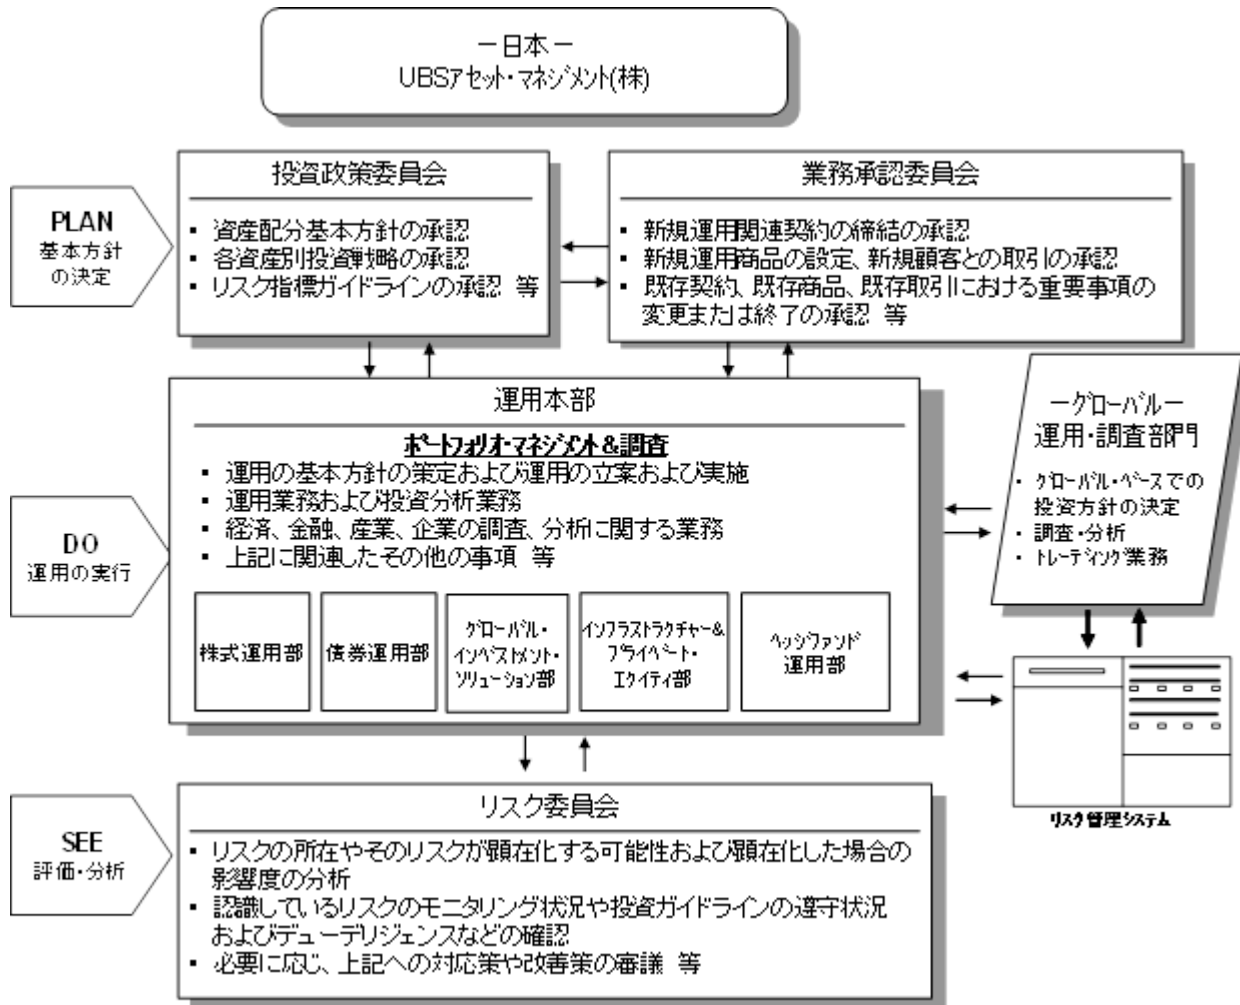 －日本－
UBSアセット・マネジメント(株)
投資政策委員会
▪ 資産配分基本方針の承認
▪ 各資産別投資戦略の承認
▪ リスク指標ガイドラインの承認 等
業務承認委員会
▪ 新規運用関連契約の締結の承認
▪ 新規運用商品の設定、新規顧客との取引の承認
▪ 既存契約、既存商品、既存取引における重要事項の
変更または終了の承認 等
PLAN
基本方針
の決定
運用本部
ポートフォリオ・マネジメント＆調査
▪ 運用の基本方針の策定および運用の立案および実施
▪ 運用業務および投資分析業務
▪ 経済、金融、産業、企業の調査、分析に関する業務
▪ 上記に関連したその他の事項 等
株式運用部
債券運用部
グローバル・
インベストメント・
ソリューション部
インフラストラクチャー＆
プライベート・
エクイティ部
ヘッジファンド
運用部
DO
運用の実行
－グローバル－
運用・調査部門
・ グローバル・ベースでの
投資方針の決定
▪ 調査・分析
▪ トレーディング業務
リスク管理システム
SEE
評価・分析
リスク委員会
▪ リスクの所在やそのリスクが顕在化する可能性および顕在化した場合の
影響度の分析
▪ 認識しているリスクのモニタリング状況や投資ガイドラインの遵守状況
およびデューデリジェンスなどの確認
▪ 必要に応じ、上記への対応策や改善策の審議 等